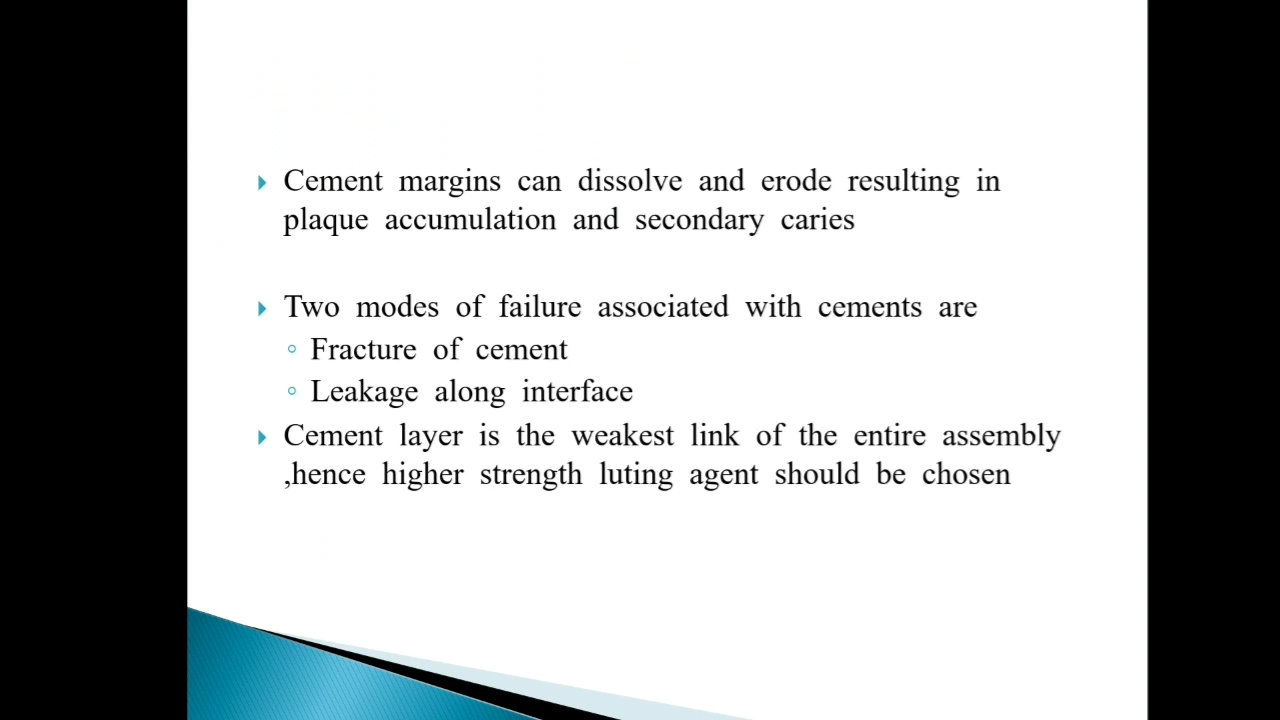 Cement margins can dissolve and erode resulting in
plaque accumulation and secondary caries
Two modes of failure associated with cements are
Fracture of cement
Leakage along interface
Cement layer is the weakest link of the entire assembly
,hence higher strength luting agent should be chosen